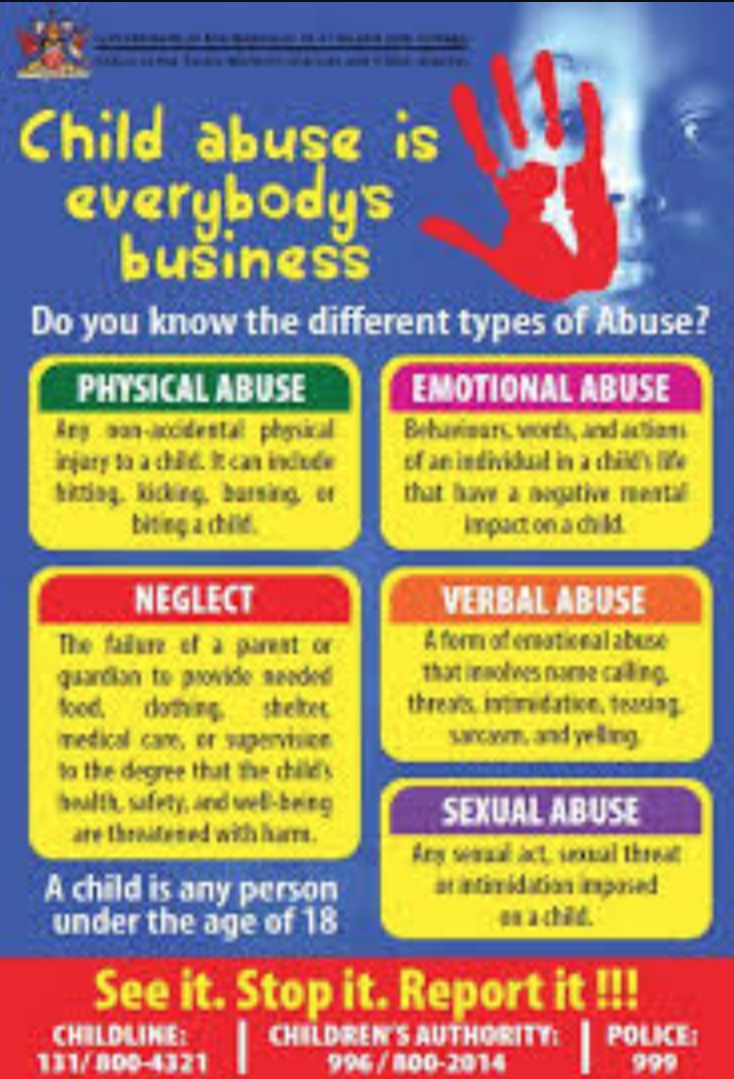 Child abuse is
everybody's
business
Do you know the different types of Abuse?
PHYSICAL ABUSE
Any non-accidental physical
injury to a child. It can include
hitting, kicking, burning, or
biting a child.
EMOTIONAL ABUSE
Behaviours, words, and actions
of an individual in a child's life
that have a negative mental
impact on a child.
NEGLECT
The failure of a parent or
guardian to provide needed
food, clothing, shelter,
medical care, or supervision
to the degree that the child's
health, safety, and well-being
are threatened with harm.
VERBAL ABUSE
A form of emotional abuse
that involves name calling,
threats, intimidation, teasing,
sarcasm, and yelling.
SEXUAL ABUSE
Any sexual act, sexual threat
or intimidation imposed
on a child.
A child is any person
under the age of 18
See it. Stop it. Report it !!!
CHILDLINE:
131/800-4321
CHILDREN'S AUTHORITY:
996/800-2014
POLICE:
999